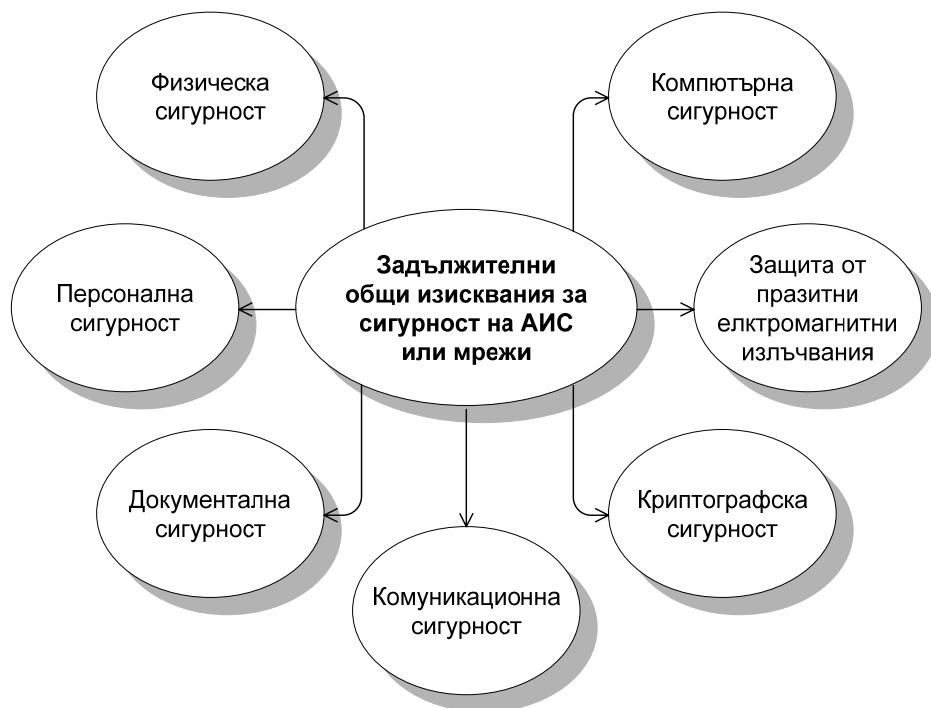 Физическа
сигурност
Компютърна
сигурност
Задължителни
общи изисквания за
сигурност на АИС
или мрежи
Персонална
сигурност
Защита от
празитни
елктромагнитни
излъчвания
Документална
сигурност
Криптографска
сигурност
Комуникационна
сигурност